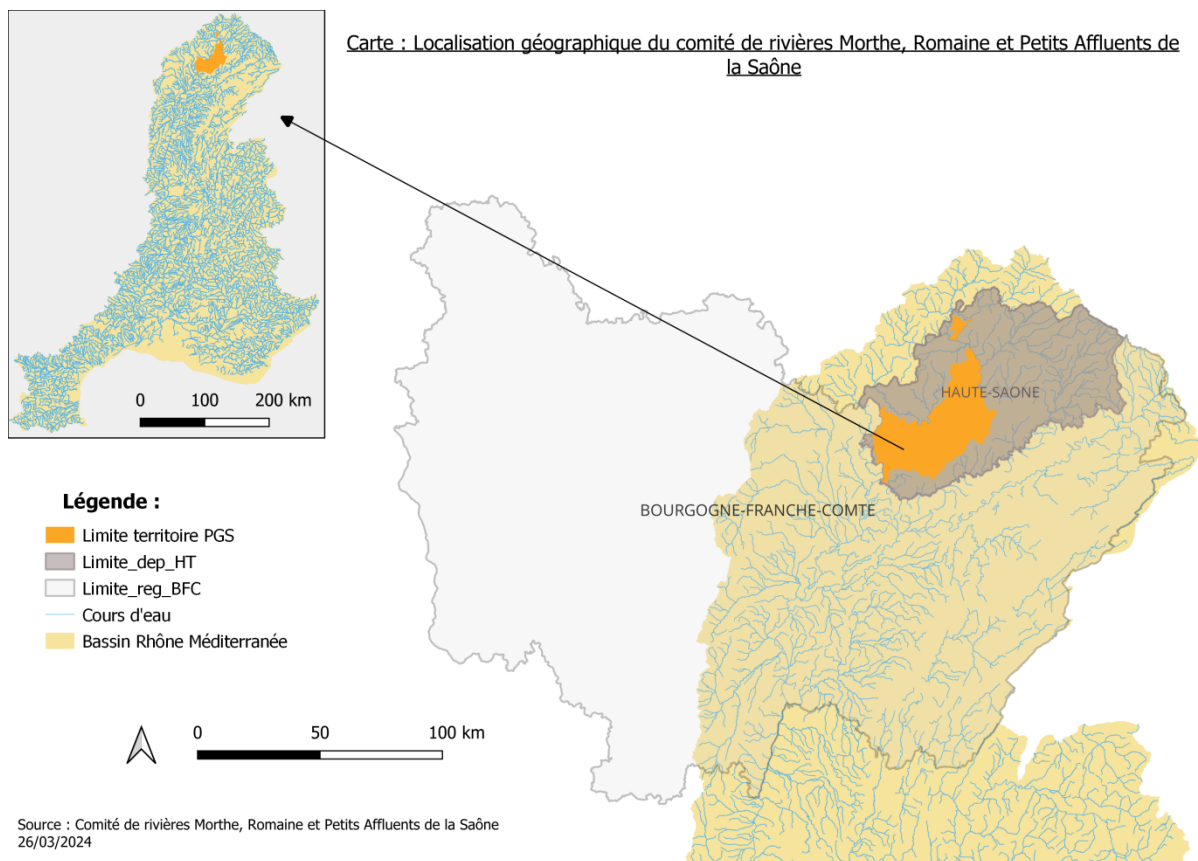 Carte : Localisation géographique du comité de rivières Morthe, Romaine et Petits Affluents de
la Saône
0 100 200 km
HAUTE-SAONE
BOURGOGNE-FRANCHE-COMTE
Légende :
Limite territoire PGS
Limite_dep_HT
Limite_reg_BFC
Cours d'eau
Bassin Rhône Méditerranée
0 50 100 km
Source : Comité de rivières Morthe, Romaine et Petits Affluents de la Saône
26/03/2024